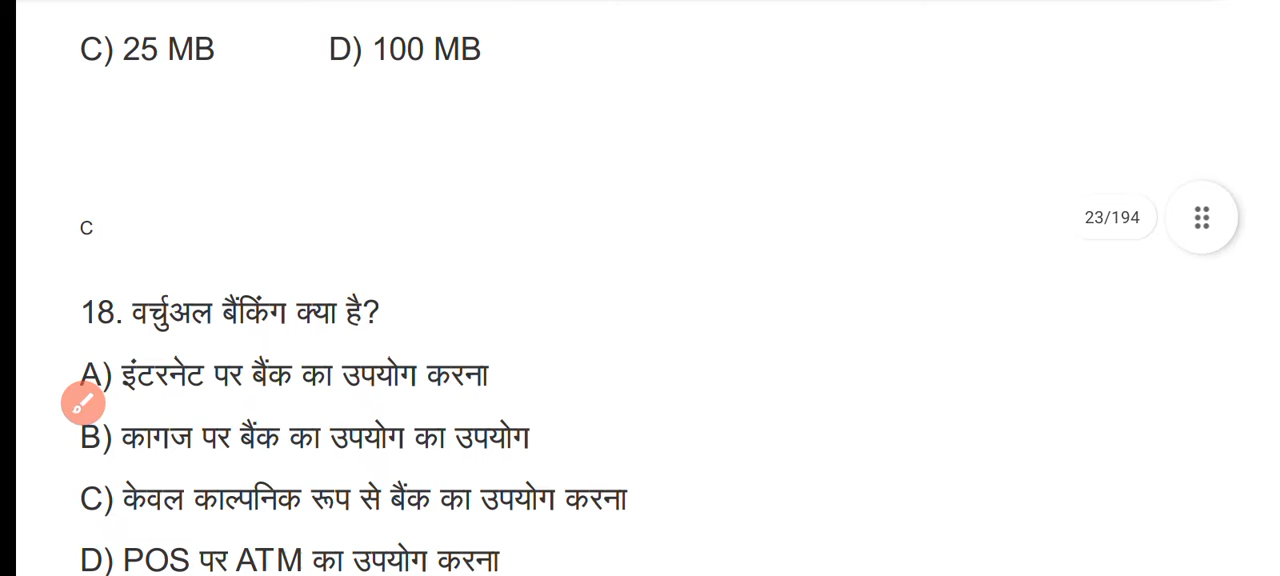 C) 25 MB D) 100 MB
23/194
C
18. वर्चुअल बैंकिंग क्या है?
A) इंटरनेट पर बैंक का उपयोग करना
B) कागज पर बैंक का उपयोग का उपयोग
C) केवल काल्पनिक रूप से बैंक का उपयोग करना
D) POS पर ATM का उपयोग करना